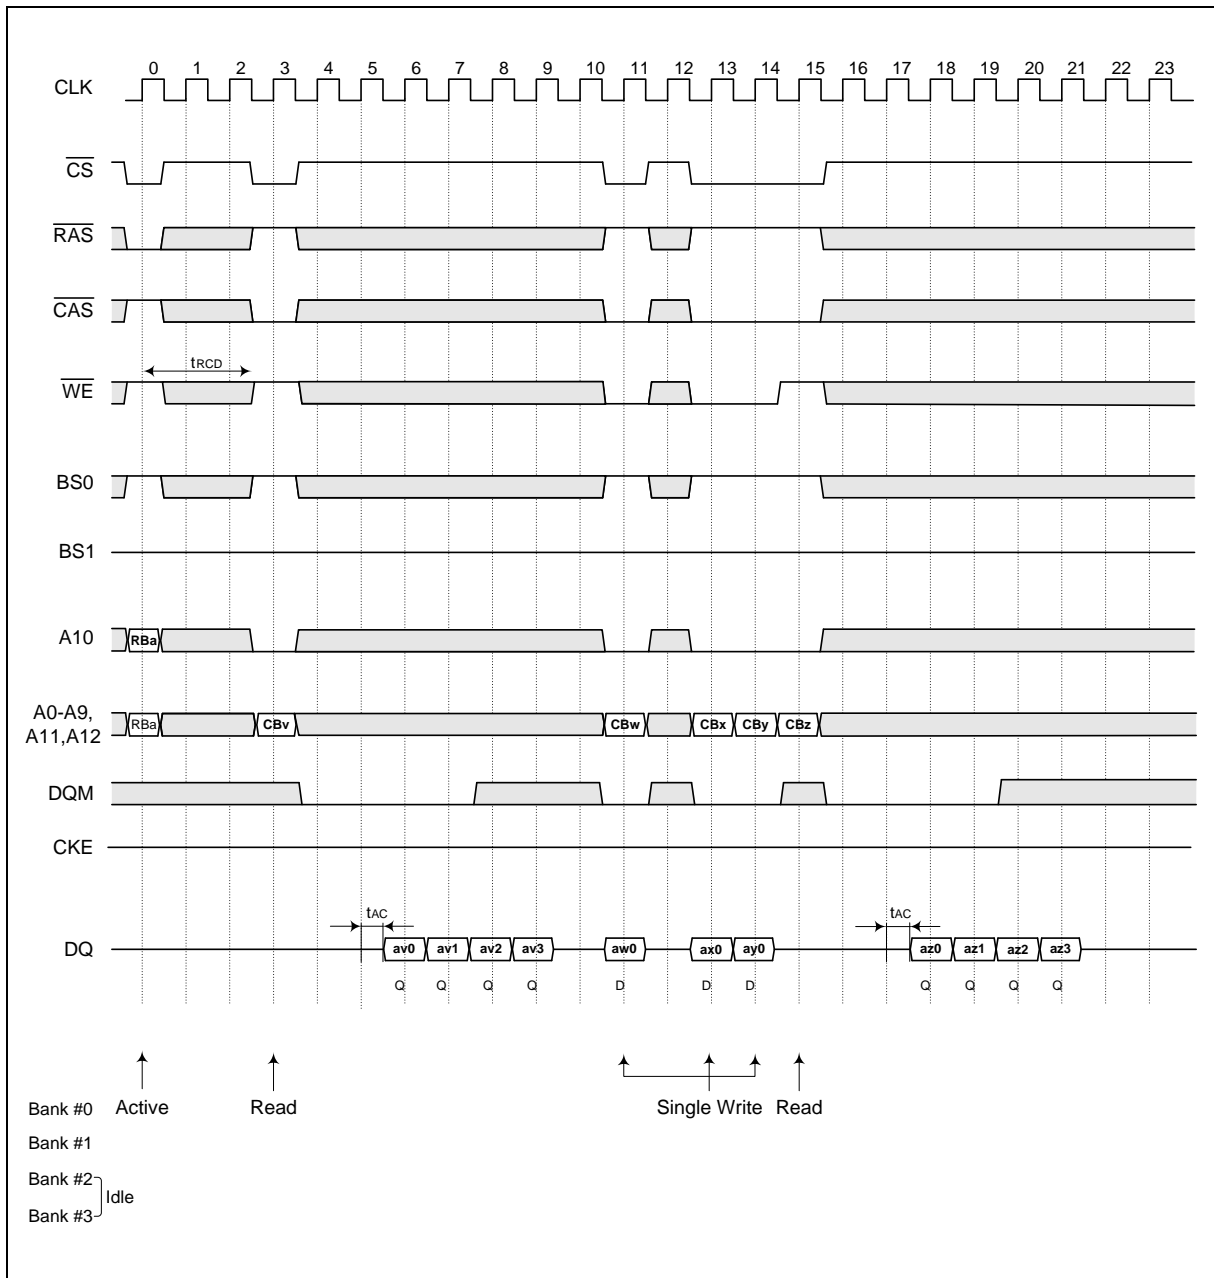 0 1 2 3 4 5 6 7 8 9 10 11 12 13 14 15 16 17 18 19 20 21 22 23
CLK
CS
RAS
CAS
tRCD
WE
BS0
BS1
A10 RBa
A0-A9,
A11,A12
RBa CBv CBw CBx CBy CBz
DQM
CKE
tAC tAC
DQ av0 av1 av2 av3 aw0 ax0 ay0 az0 az1 az2 az3
Q Q Q Q D D D Q Q Q Q
Bank #0 Active Read Single Write Read
Bank #1
Bank #2
Idle
Bank #3